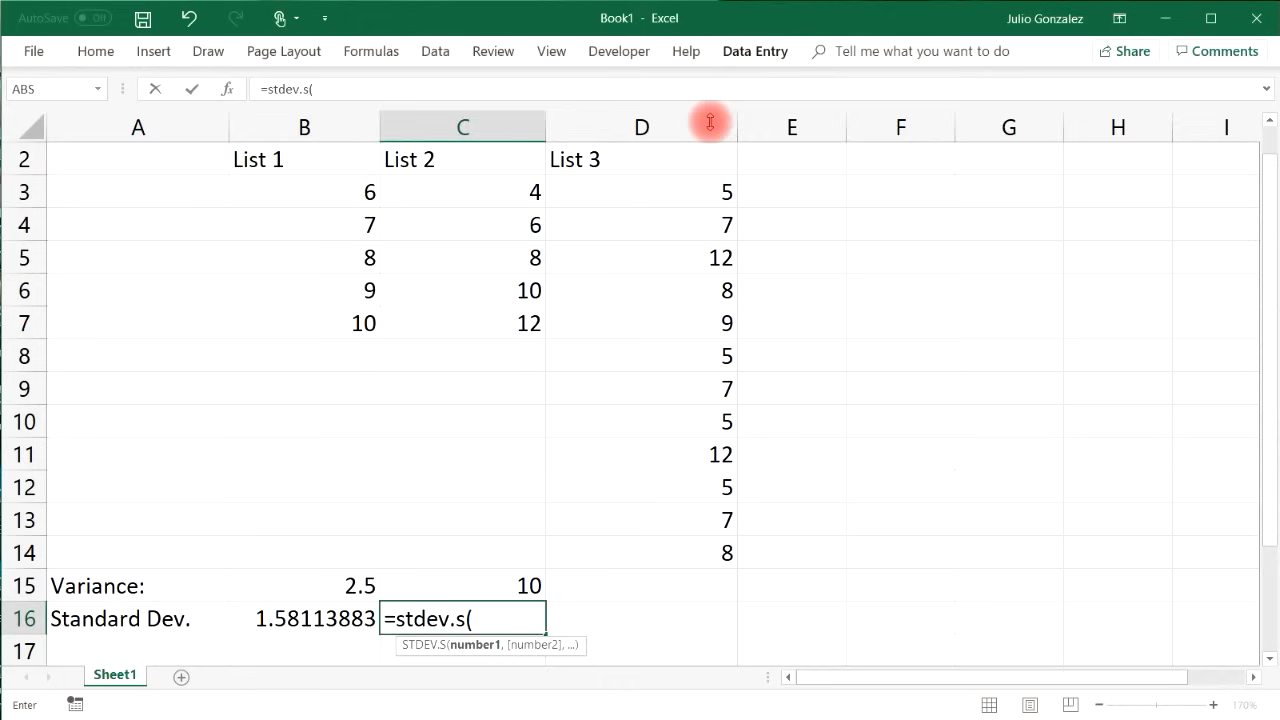 AutoSave Off Book1 - Excel Julio Gonzalez
File Home Insert Draw Page Layout Formulas Data Review View Developer Help Data Entry Tell me what you want to do Share Comments
ABS =stdev.s(
A B C D E F G H I
2 List 1 List 2 List 3
3 6 4 5
4 7 6 7
5 8 8 12
6 9 10 8
7 10 12 9
8 5
9 7
10 5
11 12
12 5
13 7
14 8
15 Variance: 2.5 10
16 Standard Dev. 1.58113883 =stdev.s(
STDEV.S(number1, [number2], ...)
17
Sheet1
Enter 170%